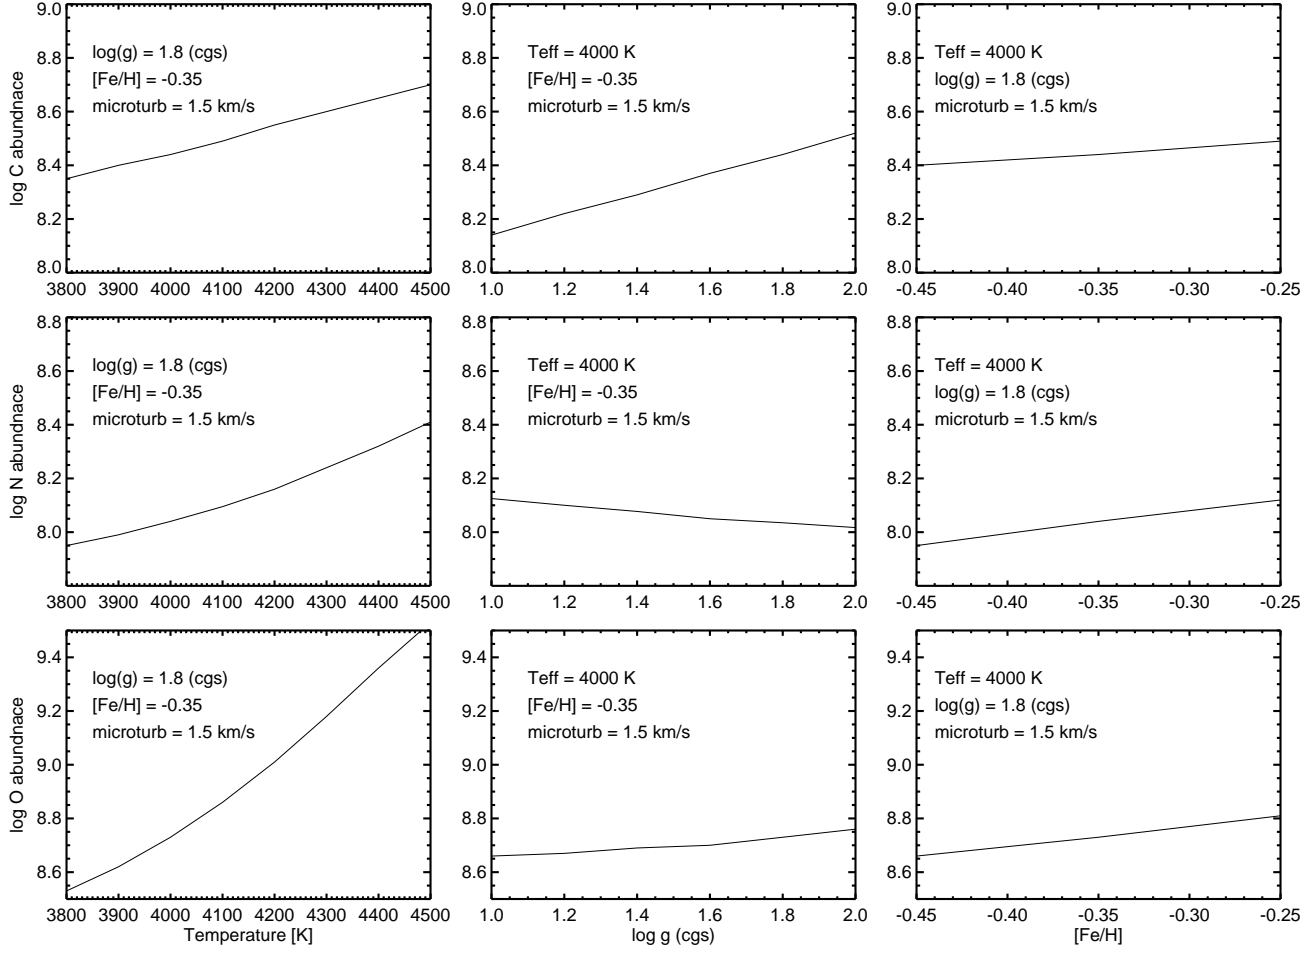 9.0
8.8
8.6
8.4
8.2
8.0
log C abundnace
log(g) = 1.8 (cgs)
[Fe/H] = -0.35
microturb = 1.5 km/s
3800 3900 4000 4100 4200 4300 4400 4500
9.0
8.8
8.6
8.4
8.2
8.0
Teff = 4000 K
[Fe/H] = -0.35
microturb = 1.5 km/s
1.0 1.2 1.4 1.6 1.8 2.0
9.0
8.8
8.6
8.4
8.2
8.0
Teff = 4000 K
log(g) = 1.8 (cgs)
microturb = 1.5 km/s
-0.45 -0.40 -0.35 -0.30 -0.25
8.8
8.6
8.4
8.2
8.0
log N abundnace
log(g) = 1.8 (cgs)
[Fe/H] = -0.35
microturb = 1.5 km/s
3800 3900 4000 4100 4200 4300 4400 4500
8.8
8.6
8.4
8.2
8.0
Teff = 4000 K
[Fe/H] = -0.35
microturb = 1.5 km/s
1.0 1.2 1.4 1.6 1.8 2.0
8.8
8.6
8.4
8.2
8.0
Teff = 4000 K
log(g) = 1.8 (cgs)
microturb = 1.5 km/s
-0.45 -0.40 -0.35 -0.30 -0.25
9.4
9.2
9.0
8.8
8.6
log O abundnace
log(g) = 1.8 (cgs)
[Fe/H] = -0.35
microturb = 1.5 km/s
3800 3900 4000 4100 4200 4300 4400 4500
Temperature [K]
9.4
9.2
9.0
8.8
8.6
Teff = 4000 K
[Fe/H] = -0.35
microturb = 1.5 km/s
1.0 1.2 1.4 1.6 1.8 2.0
log g (cgs)
9.4
9.2
9.0
8.8
8.6
Teff = 4000 K
log(g) = 1.8 (cgs)
microturb = 1.5 km/s
-0.45 -0.40 -0.35 -0.30 -0.25
[Fe/H]